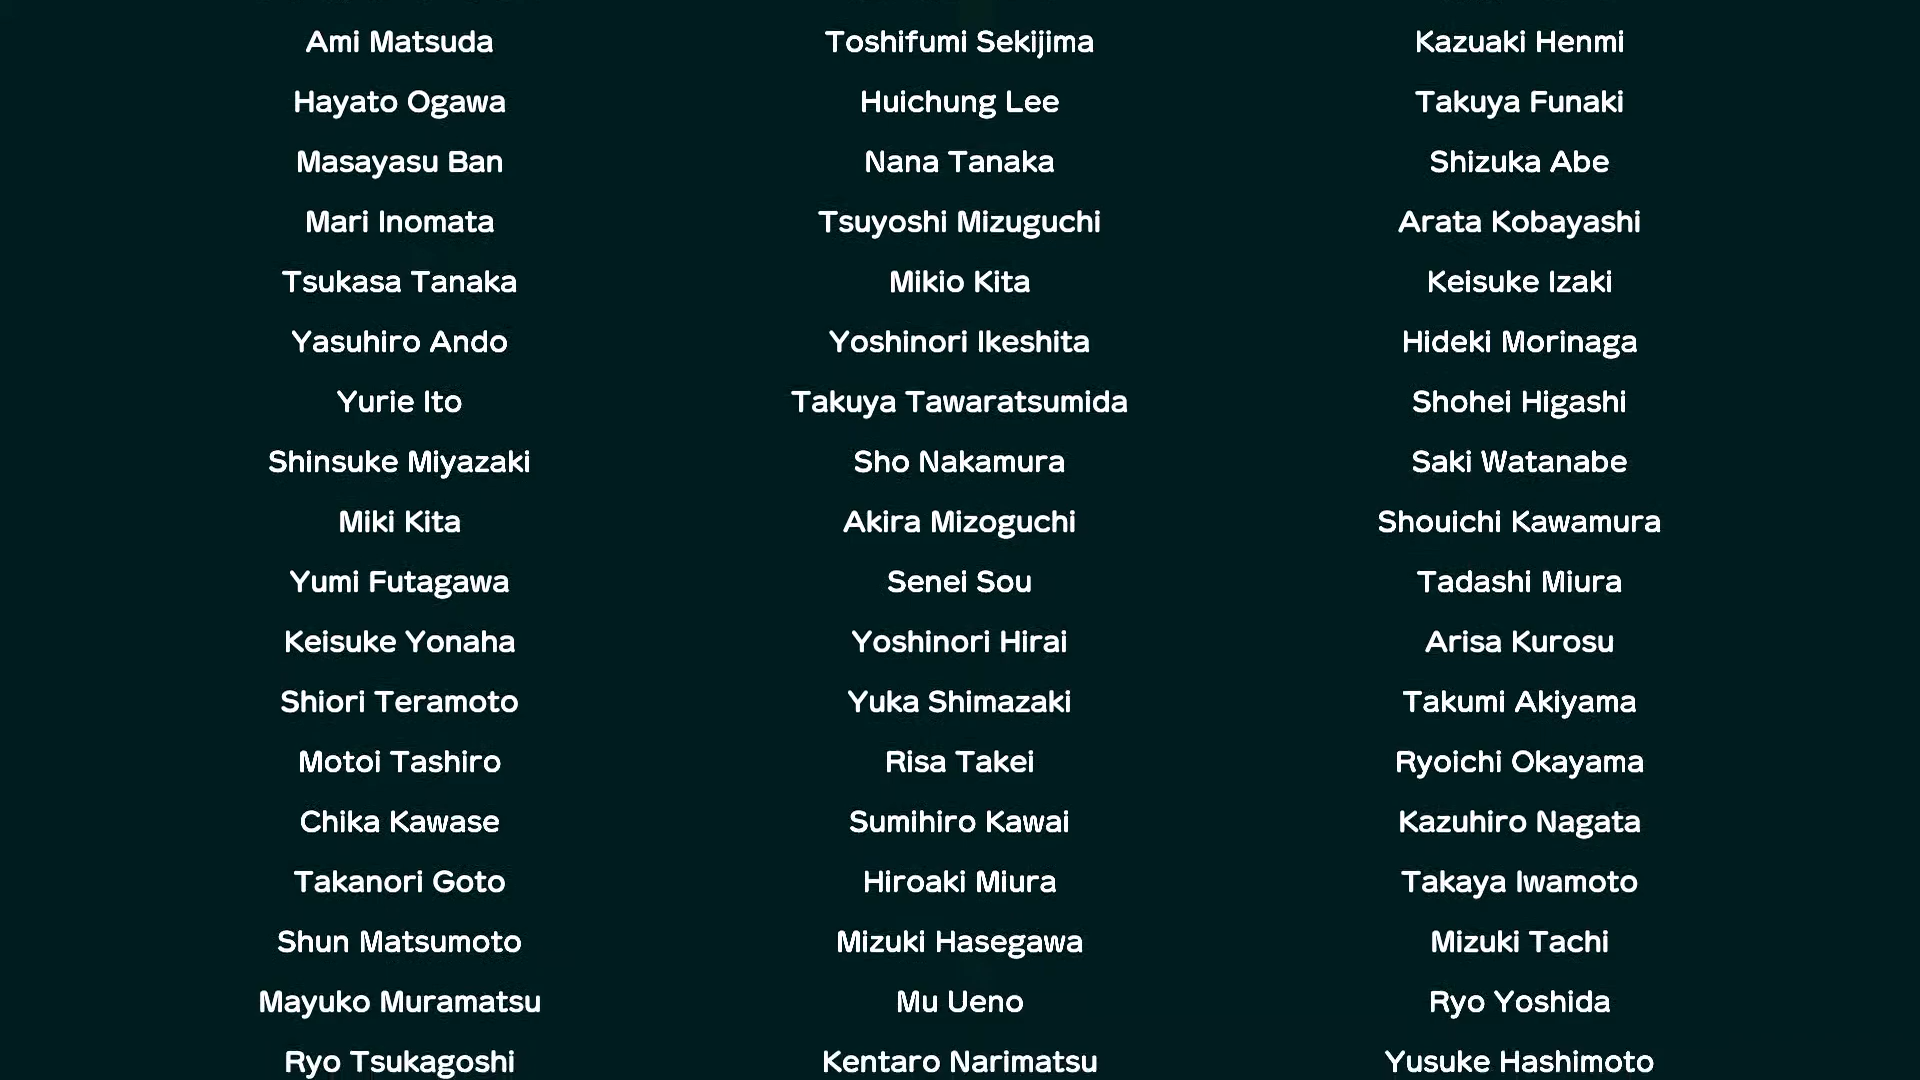 Ami Matsuda Toshifumi Sekijima Kazuaki Henmi
Hayato Ogawa Huichung Lee Takuya Funaki
Masayasu Ban Nana Tanaka Shizuka Abe
Mari Inomata Tsuyoshi Mizuguchi Arata Kobayashi
Tsukasa Tanaka Mikio Kita Keisuke Izaki
Yasuhiro Ando Yoshinori Ikeshita Hideki Morinaga
Yurie Ito Takuya Tawaratsumida Shohei Higashi
Shinsuke Miyazaki Sho Nakamura Saki Watanabe
Miki Kita Akira Mizoguchi Shouichi Kawamura
Yumi Futagawa Senei Sou Tadashi Miura
Keisuke Yonaha Yoshinori Hirai Arisa Kurosu
Shiori Teramoto Yuka Shimazaki Takumi Akiyama
Motoi Tashiro Risa Takei Ryoichi Okayama
Chika Kawase Sumihiro Kawai Kazuhiro Nagata
Takanori Goto Hiroaki Miura Takaya Iwamoto
Shun Matsumoto Mizuki Hasegawa Mizuki Tachi
Mayuko Muramatsu Mu Ueno Ryo Yoshida
Ryo Tsukagoshi Kentaro Narimatsu Yusuke Hashimoto